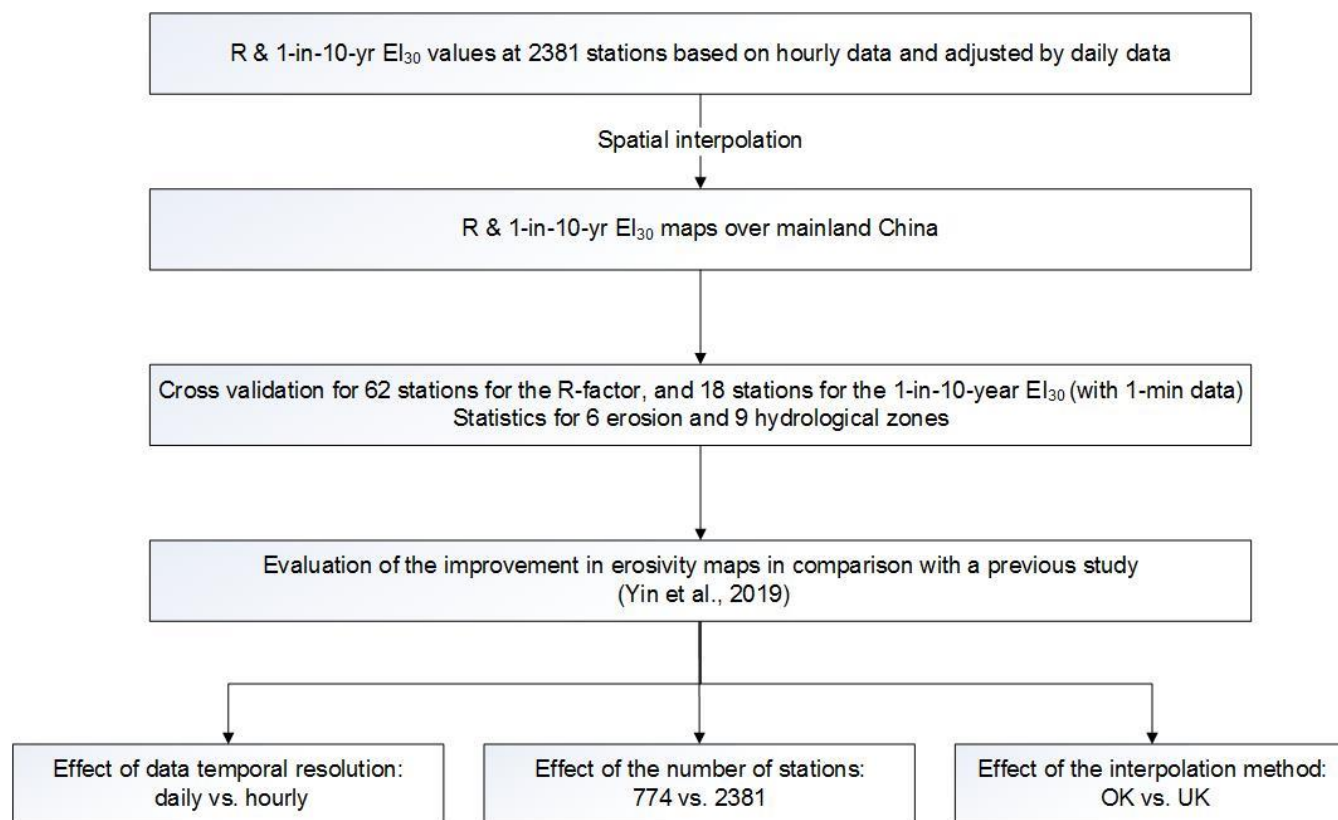 R & 1-in-10-yr EI₃₀ values at 2381 stations based on hourly data and adjusted by daily data
Spatial interpolation
R & 1-in-10-yr EI₃₀ maps over mainland China
Cross validation for 62 stations for the R-factor, and 18 stations for the 1-in-10-year EI₃₀ (with 1-min data)
Statistics for 6 erosion and 9 hydrological zones
Evaluation of the improvement in erosivity maps in comparison with a previous study
(Yin et al., 2019)
Effect of data temporal resolution:
daily vs. hourly
Effect of the number of stations:
774 vs. 2381
Effect of the interpolation method:
OK vs. UK